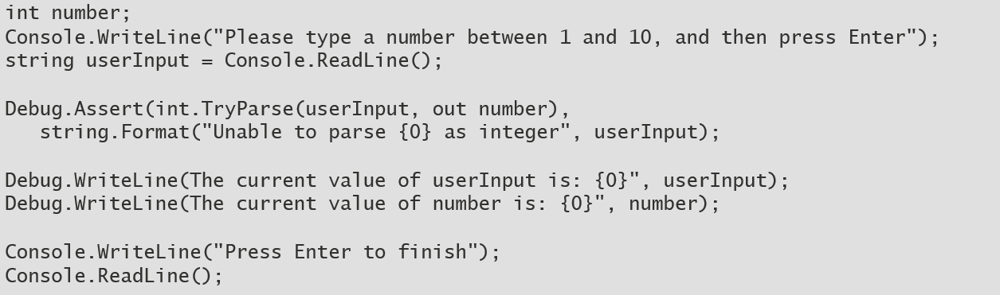 int number;
Console.WriteLine("Please type a number between 1 and 10, and then press Enter");
string userInput = Console.ReadLine();
Debug.Assert(int.TryParse(userInput, out number),
string.Format("Unable to parse {0} as integer", userInput);
Debug.WriteLine(The current value of userInput is: {0}", userInput);
Debug.WriteLine(The current value of number is: {0}", number);
Console.WriteLine("Press Enter to finish");
Console.ReadLine();